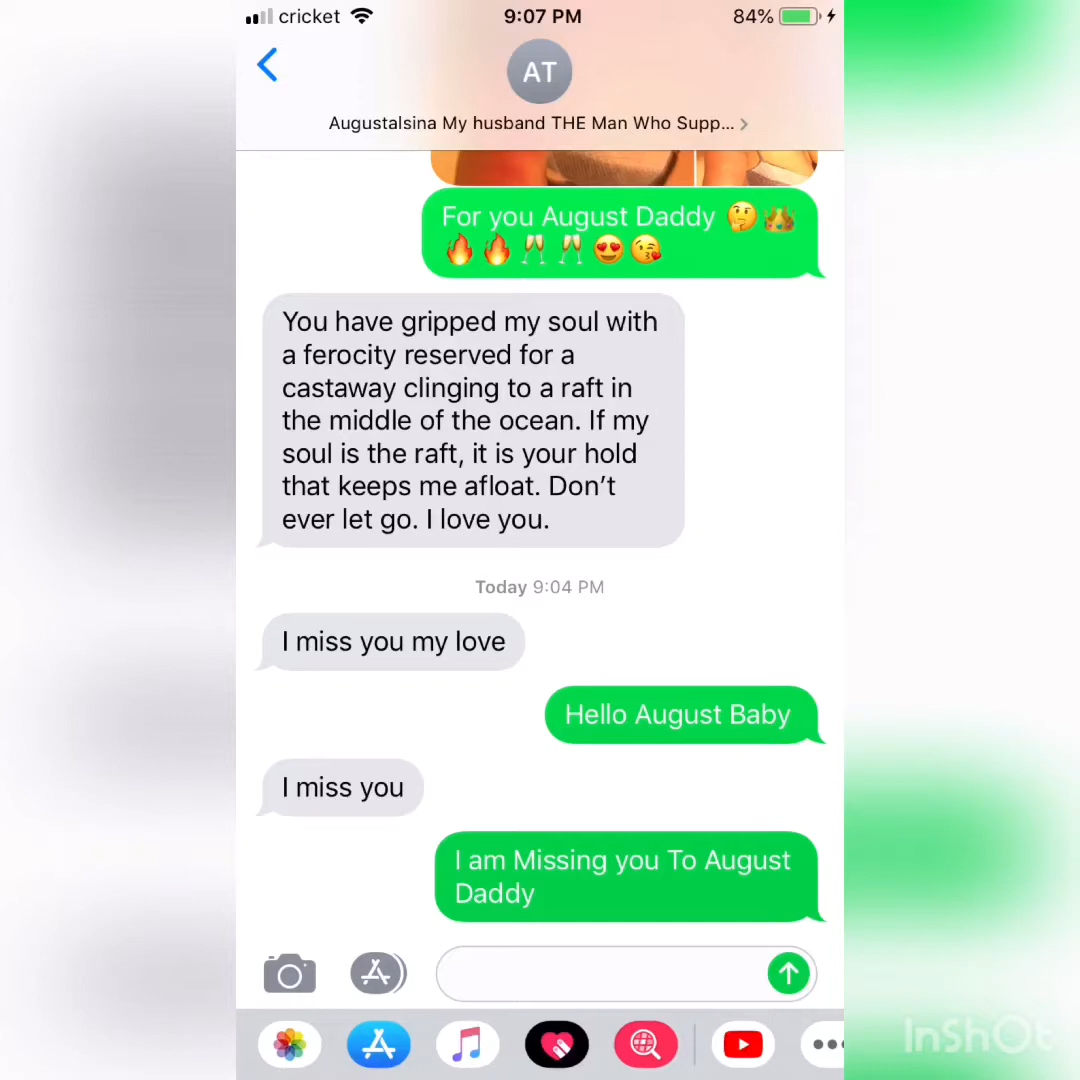 cricket 9:07 PM 84%
AT
Augustalsina My husband THE Man Who Supp...
For you August Daddy 🤔👑
🔥🔥🥂🥂😍😘
You have gripped my soul with
a ferocity reserved for a
castaway clinging to a raft in
the middle of the ocean. If my
soul is the raft, it is your hold
that keeps me afloat. Don’t
ever let go. I love you.
Today 9:04 PM
I miss you my love
Hello August Baby
I miss you
I am Missing you To August
Daddy
InShOt